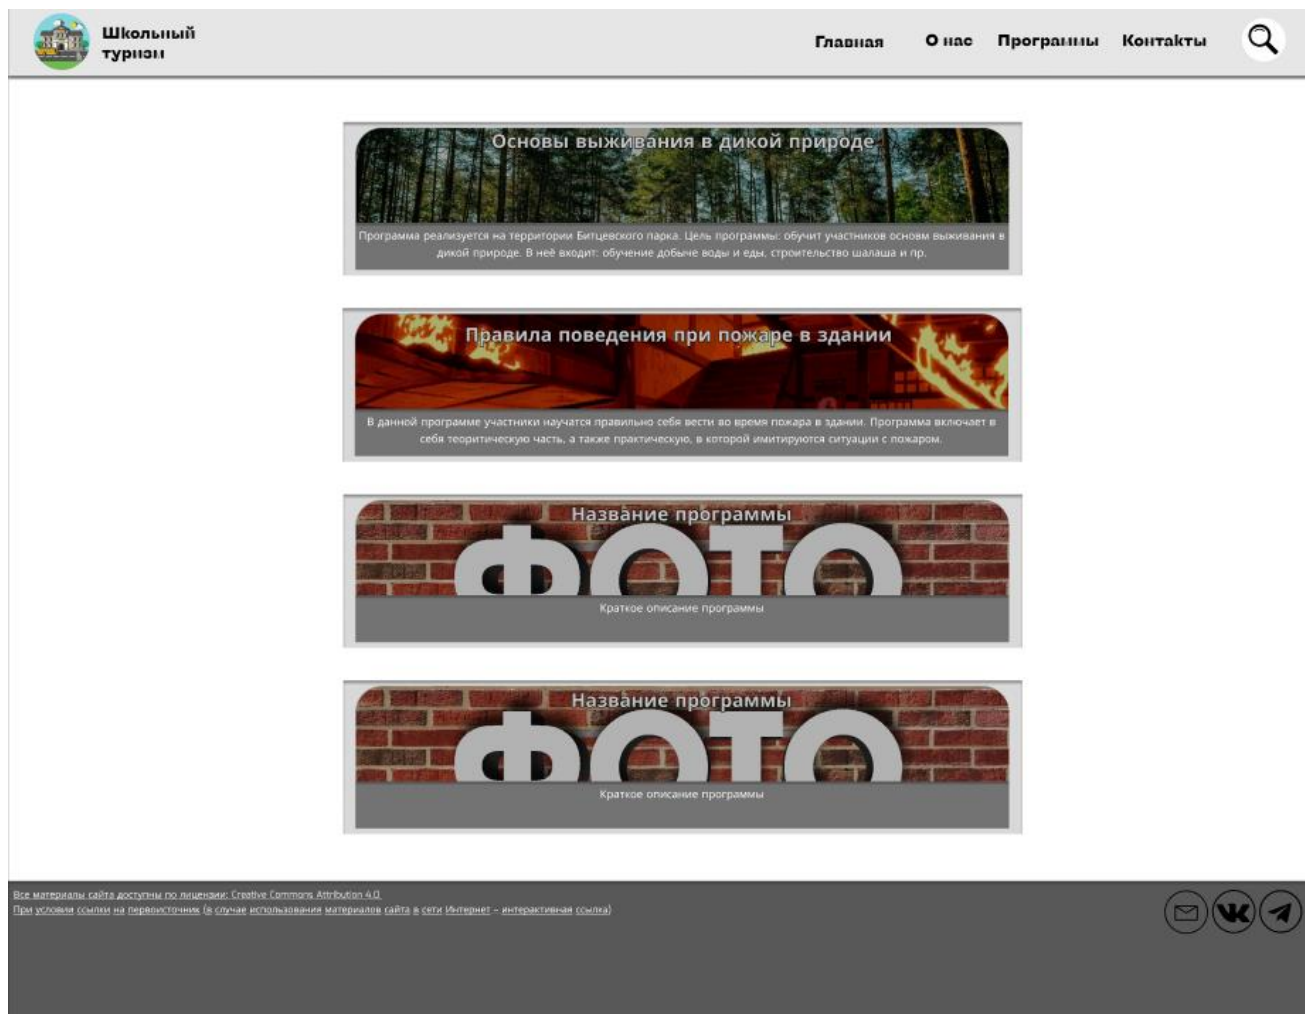 Школьный
туризм
Главная О нас Программы Контакты
Основы выживания в дикой природе
Программа реализуется на территории Битцевского парка. Цель программы: обучит участников основм выживания в
дикой природе. В неё входит: обучение добыче воды и еды, строительство шалаша и пр.
Правила поведения при пожаре в здании
В данной программе участники научатся правильно себя вести во время пожара в здании. Программа включает в
себя теоритическую часть, а также практическую, в которой имитируются ситуации с пожаром.
Название программы
ФОТО
Краткое описание программы
Название программы
ФОТО
Краткое описание программы
Все материалы сайта доступны по лицензии: Creative Commons Attribution 4.0
При условии ссылки на первоисточник (в случае использования материалов сайта в сети Интернет – интерактивная ссылка)